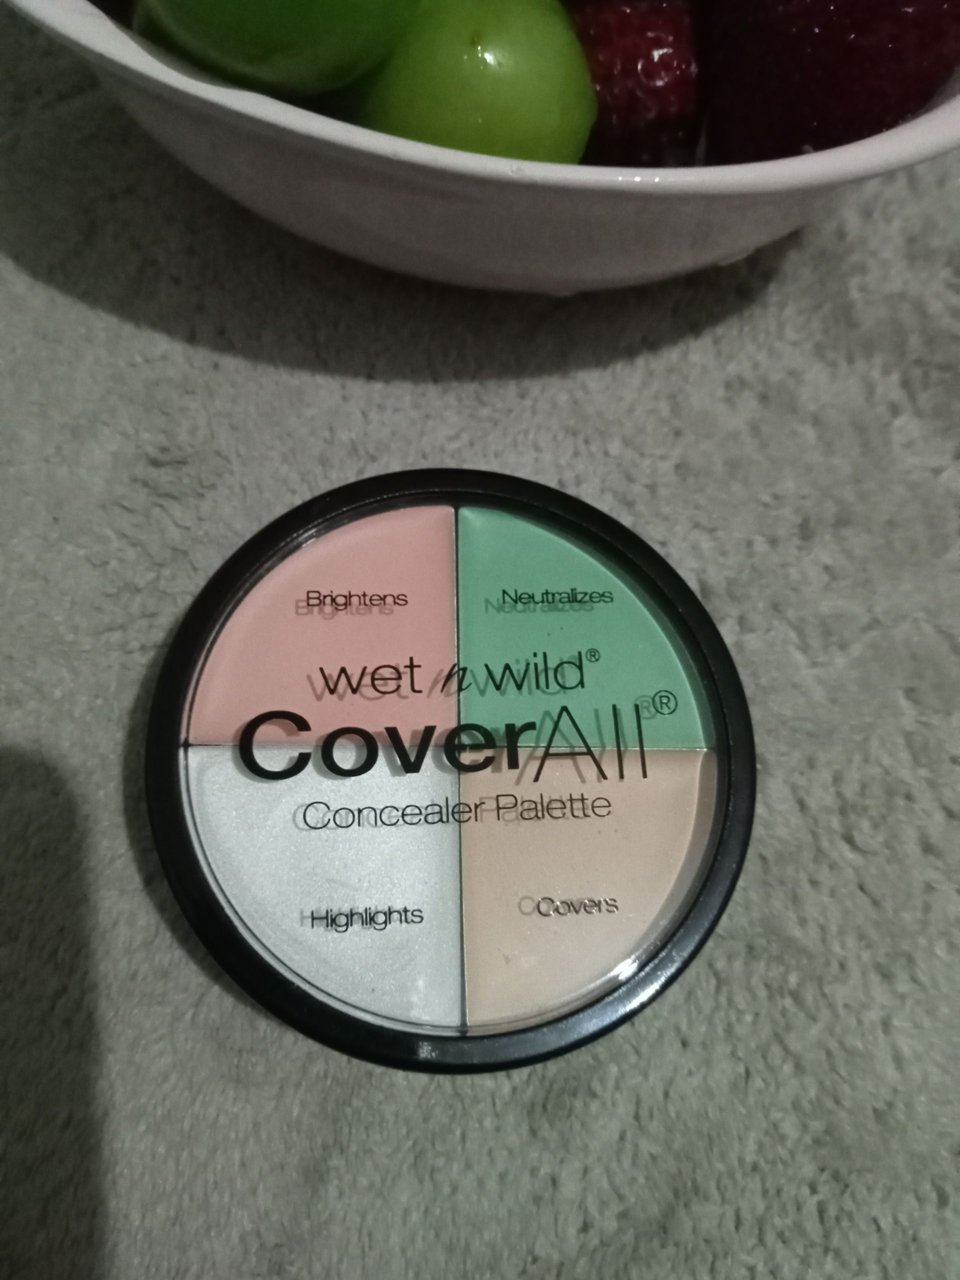 Brightens
Neutralizes
wet n wild®
CoverAll®
Concealer Palette
Highlights
Covers